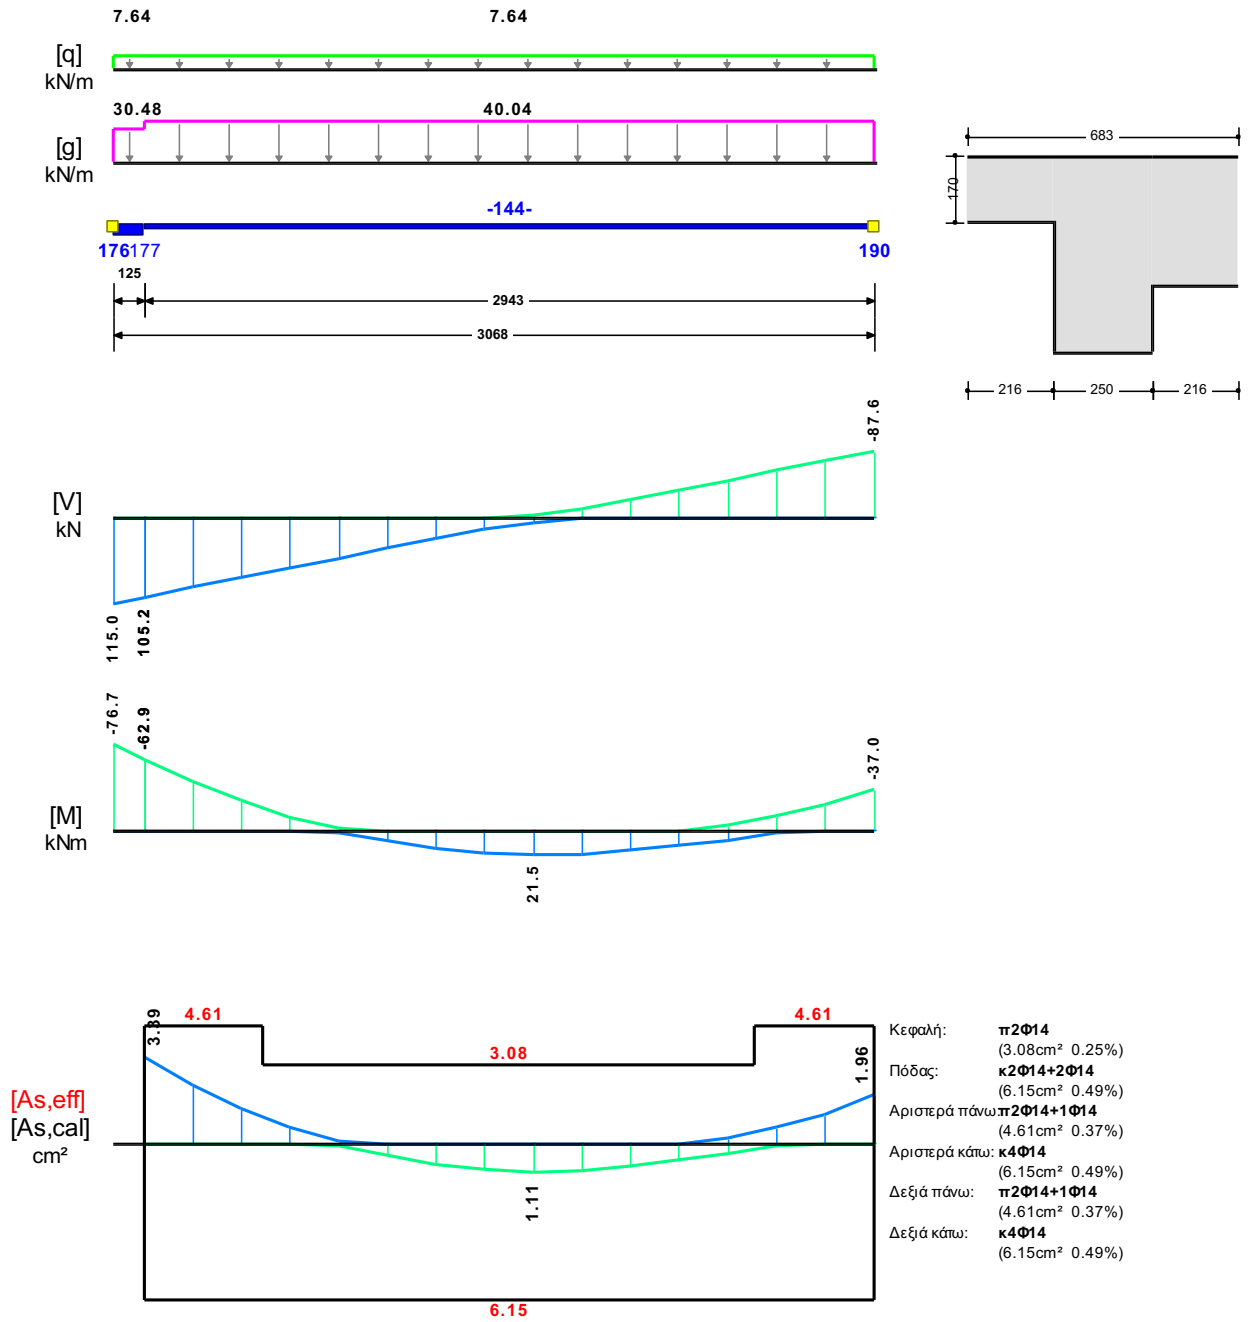 7.64 7.64
[q]
kN/m
30.48 40.04
[g]
kN/m
683
170
-144-
176 177 190
125
2943
3068
216 250 216
-87.6
[V]
kN
115.0
105.2
-76.7
-62.9
-37.0
[M]
kNm
21.5
4.61 4.61
3.39
3.08
1.96
[As,eff]
[As,cal]
cm²
1.11
6.15
Κεφαλή: π2Φ14
(3.08cm² 0.25%)
Πόδας: κ2Φ14+2Φ14
(6.15cm² 0.49%)
Αριστερά πάνω: π2Φ14+1Φ14
(4.61cm² 0.37%)
Αριστερά κάτω: κ4Φ14
(6.15cm² 0.49%)
Δεξιά πάνω: π2Φ14+1Φ14
(4.61cm² 0.37%)
Δεξιά κάτω: κ4Φ14
(6.15cm² 0.49%)